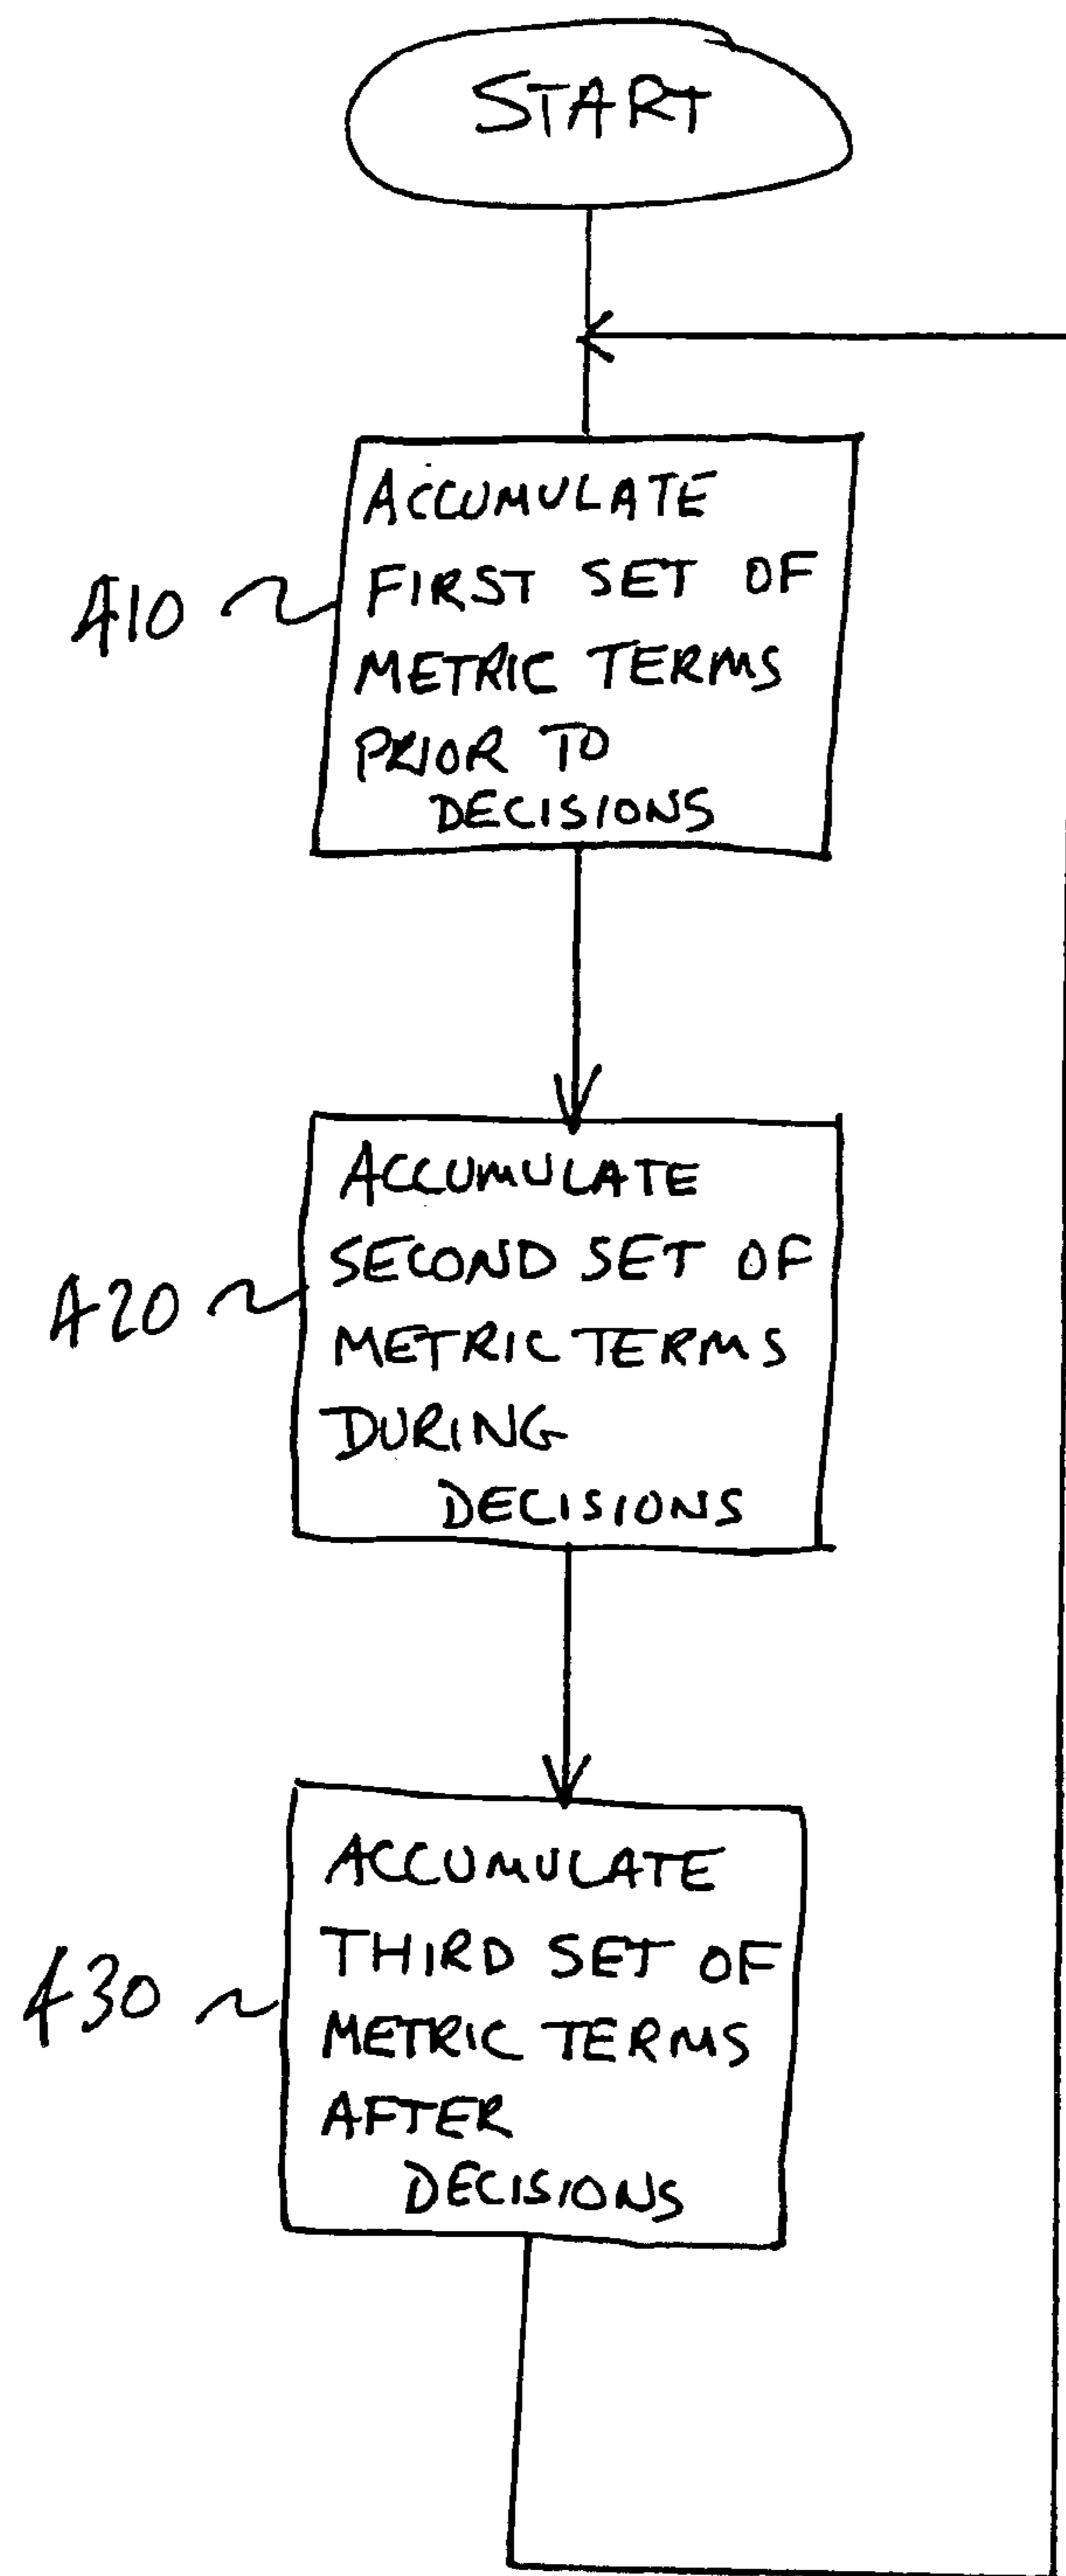 START
ACCUMULATE
FIRST SET OF
METRIC TERMS
PRIOR TO
DECISIONS
410
ACCUMULATE
SECOND SET OF
METRIC TERMS
DURING
DECISIONS
420
ACCUMULATE
THIRD SET OF
METRIC TERMS
AFTER
DECISIONS
430